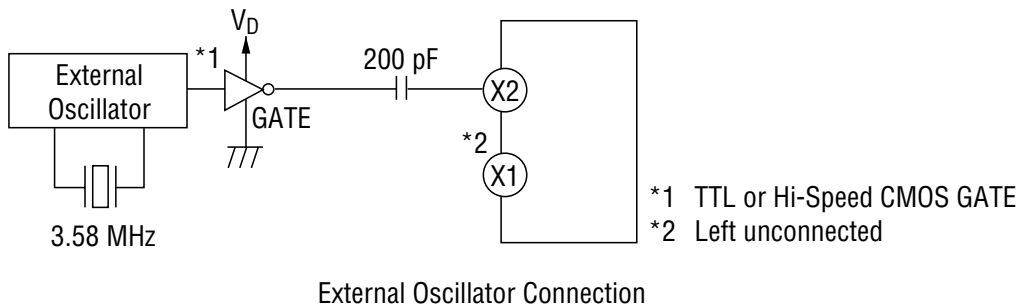 V_D
*1
200 pF
External
Oscillator
X2
GATE
*2
X1
*1 TTL or Hi-Speed CMOS GATE
3.58 MHz
*2 Left unconnected
External Oscillator Connection